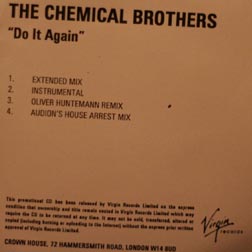 THE CHEMICAL BROTHERS
"Do It Again"
1. EXTENDED MIX
2. INSTRUMENTAL
3. OLIVER HUNTEMANN REMIX
4. AUDION'S HOUSE ARREST MIX
This promotional CD has been released by Virgin Records Limited on the express
condition that ownership and title remain vested in Virgin Records Limited which may
require the CD to be returned at any time. It may not be sold, transferred, altered or
copied (including burning or uploading to the Internet) without the express prior written
approval of Virgin Records Limited.
Virgin
records
CROWN HOUSE, 72 HAMMERSMITH ROAD, LONDON W14 8UD